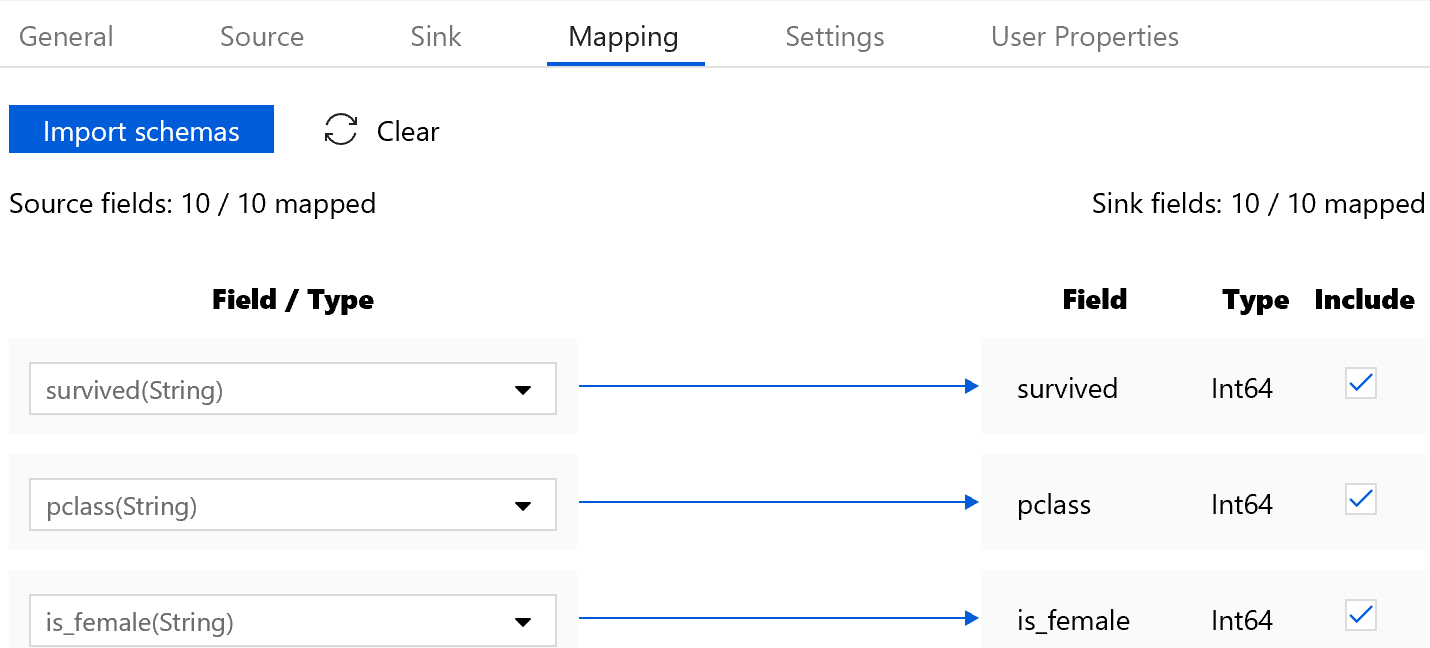 General Source Sink Mapping Settings User Properties
Import schemas Clear
Source fields: 10 / 10 mapped Sink fields: 10 / 10 mapped
Field / Type Field Type Include
survived(String) survived Int64
pclass(String) pclass Int64
is_female(String) is_female Int64